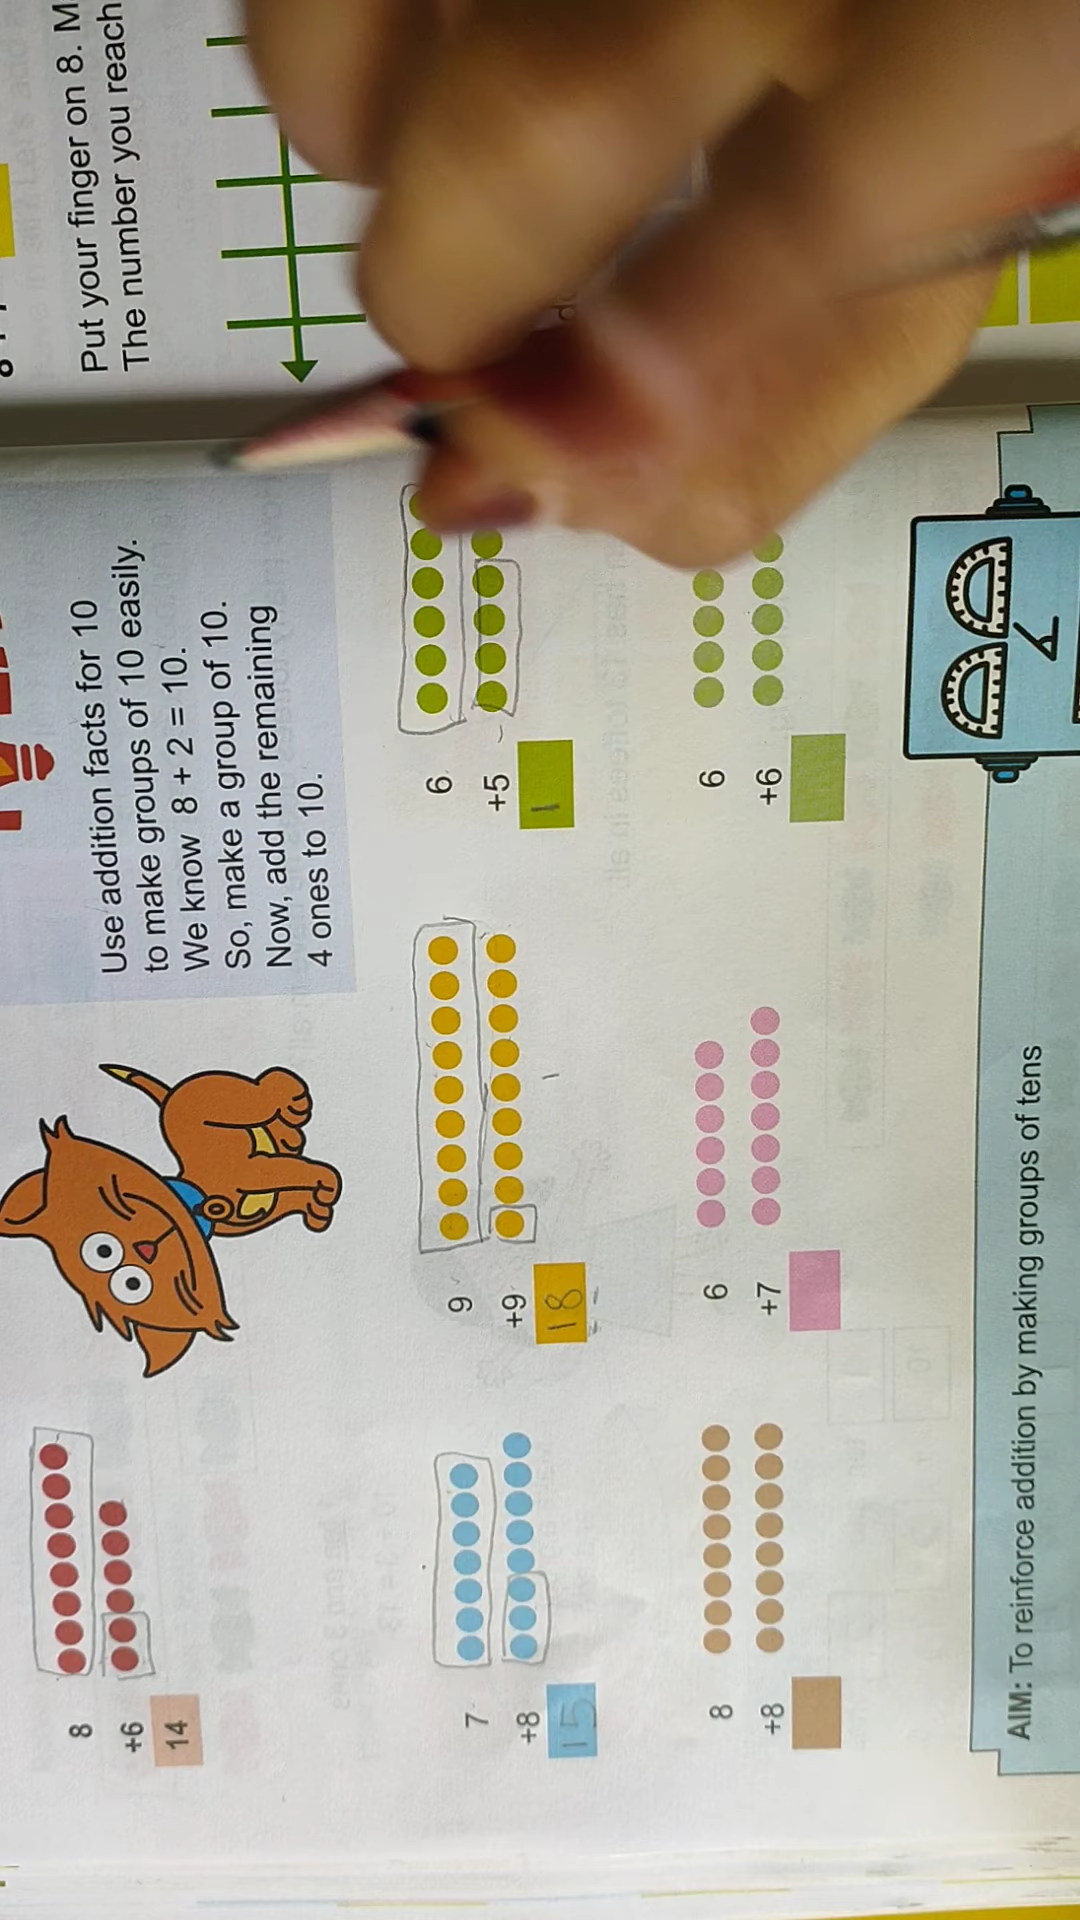 Put your finger on 8. M
The number you reach
Use addition facts for 10
to make groups of 10 easily.
We know 8 + 2 = 10.
So, make a group of 10.
Now, add the remaining
4 ones to 10.
8
+6
14
7
+8
15
9
+9
18
6
+5
1
8
+8
6
+7
6
+6
AIM: To reinforce addition by making groups of tens